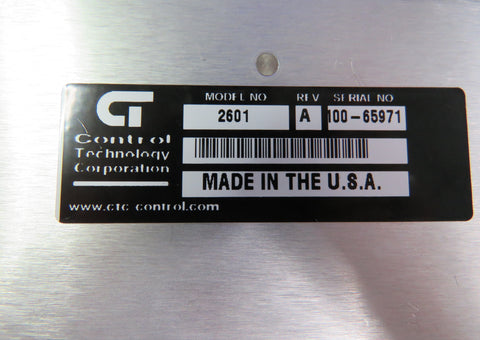 CT
Control
Technology
Corporation
www.ctc-control.com
MODEL NO REV SERIAL NO
2601 A 100-65971
MADE IN THE U.S.A.